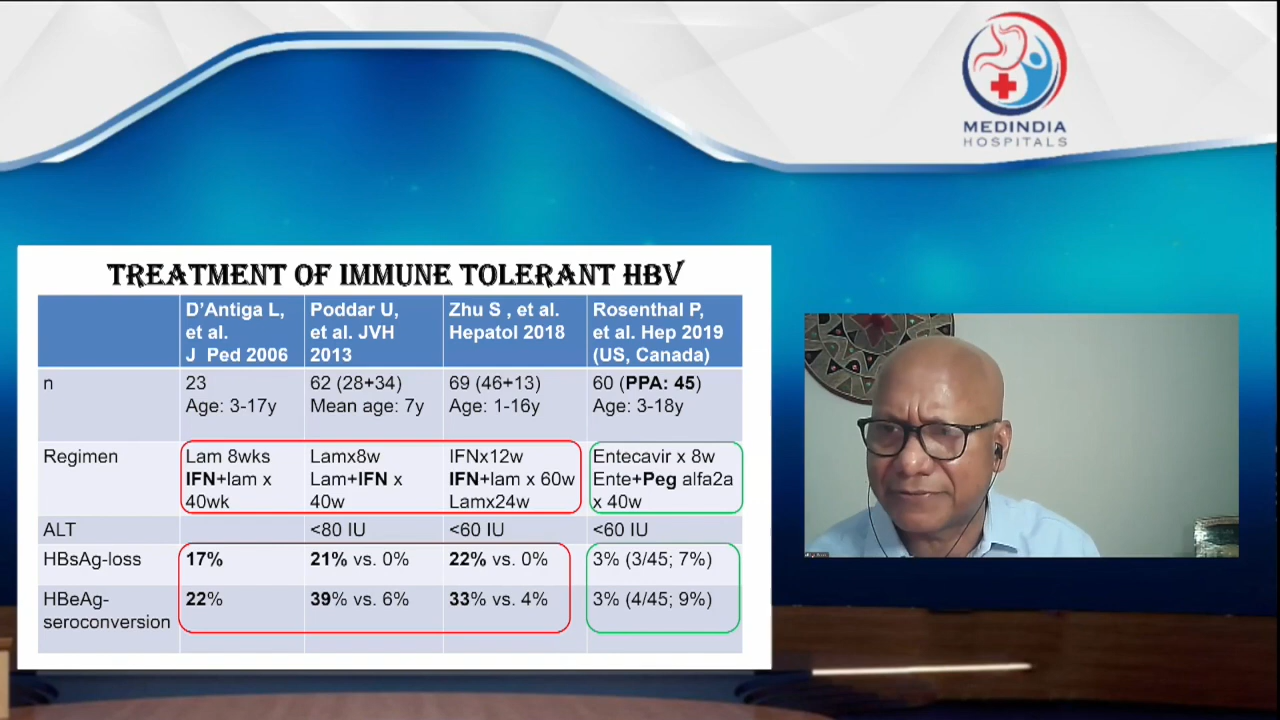 MEDINDIA
HOSPITALS
TREATMENT OF IMMUNE TOLERANT HBV
D'Antiga L, et al. J Ped 2006
Poddar U, et al. JVH 2013
Zhu S , et al. Hepatol 2018
Rosenthal P, et al. Hep 2019 (US, Canada)
n
23
Age: 3-17y
62 (28+34)
Mean age: 7y
69 (46+13)
Age: 1-16y
60 (PPA: 45)
Age: 3-18y
Regimen
Lam 8wks
IFN+lam x
40wk
Lamx8w
Lam+IFN x
40w
IFNx12w
IFN+lam x 60w
Lamx24w
Entecavir x 8w
Ente+Peg alfa2a
x 40w
ALT
<80 IU
<60 IU
<60 IU
HBsAg-loss
17%
21% vs. 0%
22% vs. 0%
3% (3/45; 7%)
HBeAg-
seroconversion
22%
39% vs. 6%
33% vs. 4%
3% (4/45; 9%)